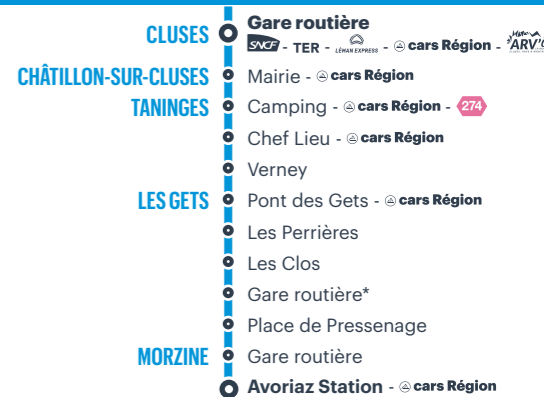 CLUSES Gare routière
SNCF - TER - LÉMAN EXPRESS - cars Région - ARV'
CHÂTILLON-SUR-CLUSES Mairie - cars Région
TANINGES Camping - cars Région - 274
Chef Lieu - cars Région
Verney
LES GETS Pont des Gets - cars Région
Les Perrières
Les Clos
Gare routière*
Place de Pressenage
MORZINE Gare routière
Avoriaz Station - cars Région